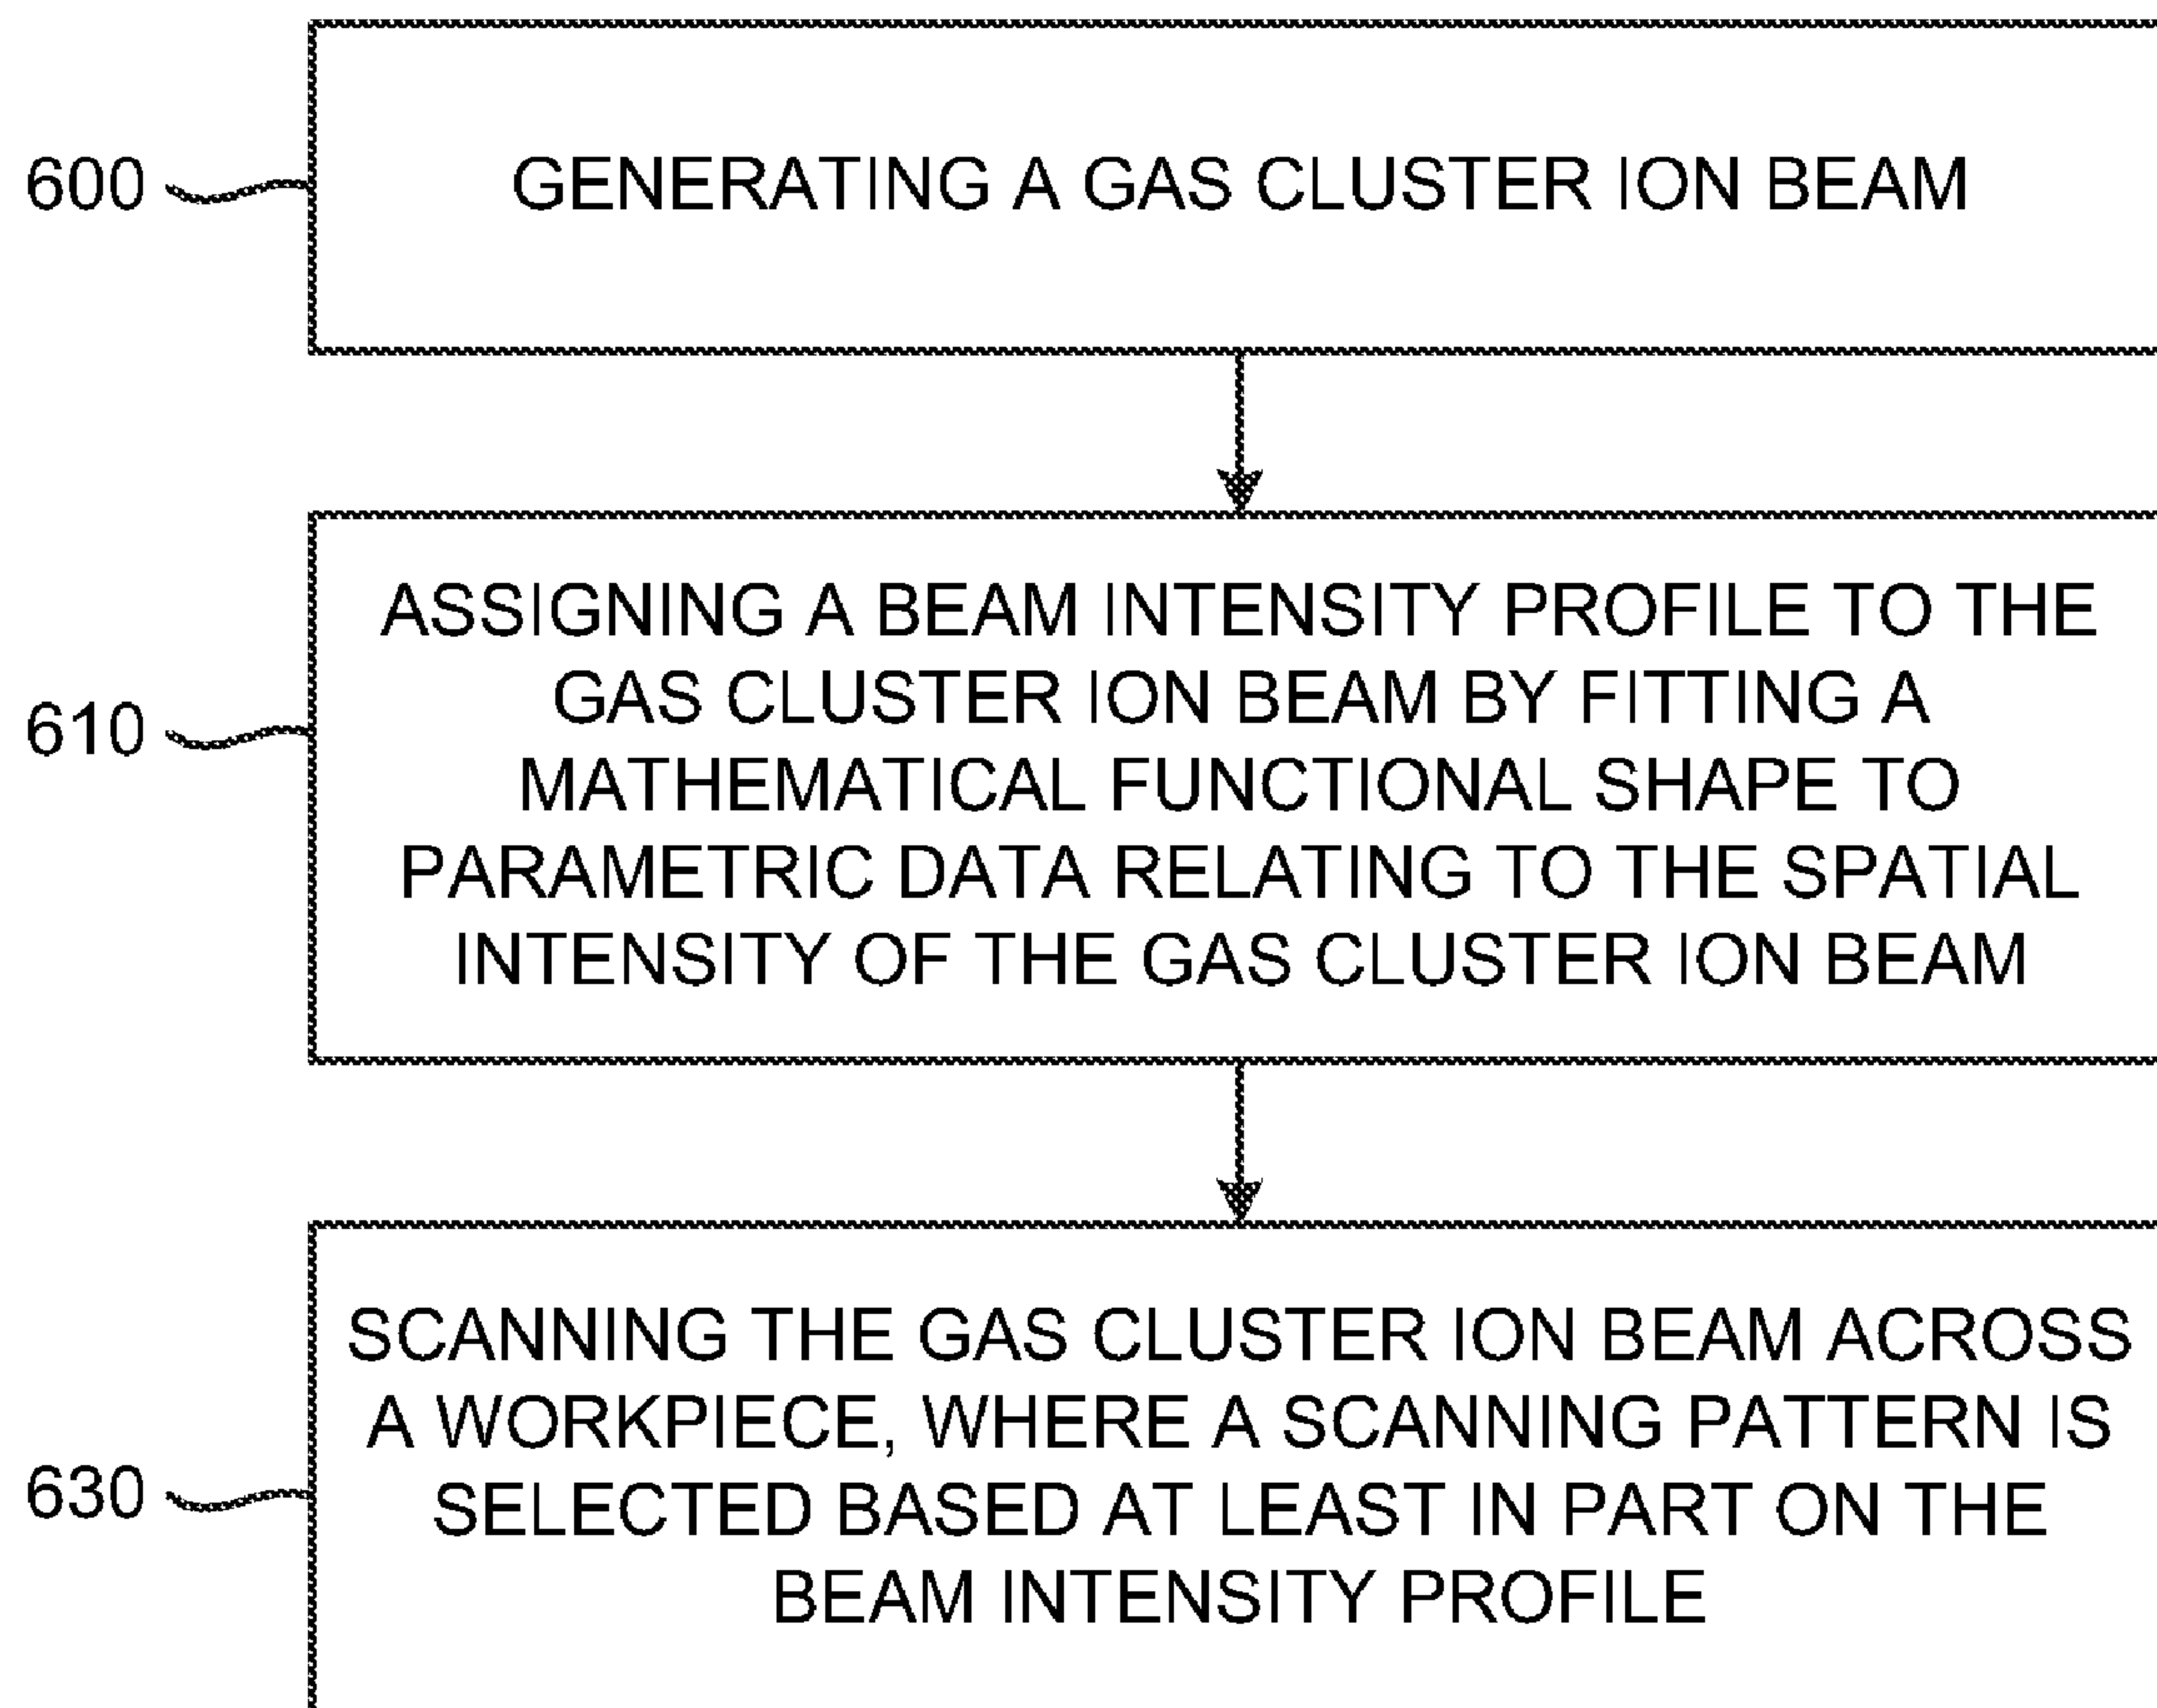 600
GENERATING A GAS CLUSTER ION BEAM
610
ASSIGNING A BEAM INTENSITY PROFILE TO THE
GAS CLUSTER ION BEAM BY FITTING A
MATHEMATICAL FUNCTIONAL SHAPE TO
PARAMETRIC DATA RELATING TO THE SPATIAL
INTENSITY OF THE GAS CLUSTER ION BEAM
630
SCANNING THE GAS CLUSTER ION BEAM ACROSS
A WORKPIECE, WHERE A SCANNING PATTERN IS
SELECTED BASED AT LEAST IN PART ON THE
BEAM INTENSITY PROFILE